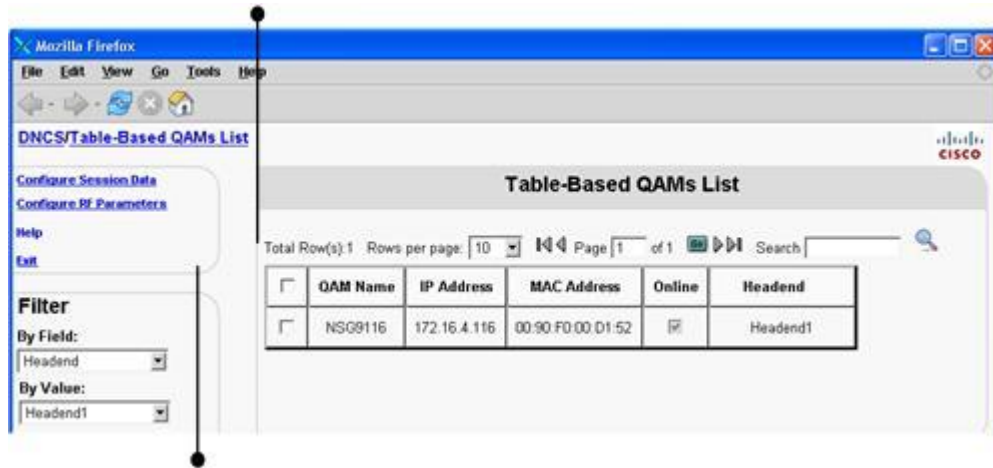 Mozilla Firefox
File Edit View Go Tools Help
DNCS/Table-Based QAMs List
CISCO
Configure Session Data
Configure RF Parameters
Help
Exit
Filter
By Field:
Headend
By Value:
Headend1
Table-Based QAMs List
Total Row(s):1 Rows per page: 10 Page 1 of 1 Go Search
QAM Name IP Address MAC Address Online Headend
NSG9116 172.16.4.116 00:90:F0:00:D1:52 Headend1